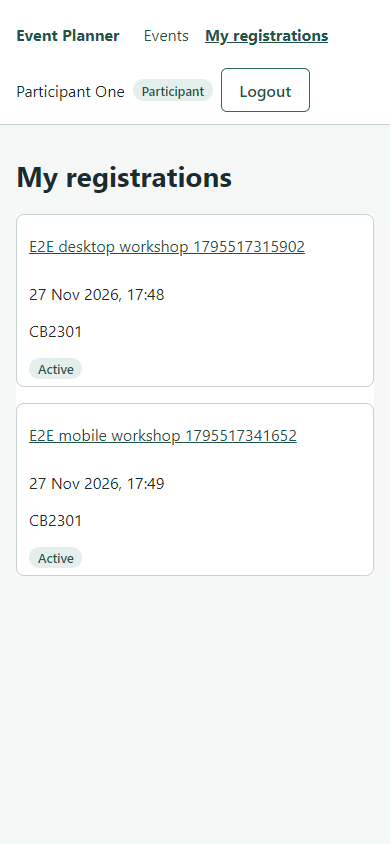 Event Planner Events My registrations
Participant One Participant Logout
My registrations
E2E desktop workshop 1795517315902
27 Nov 2026, 17:48
CB2301
Active
E2E mobile workshop 1795517341652
27 Nov 2026, 17:49
CB2301
Active